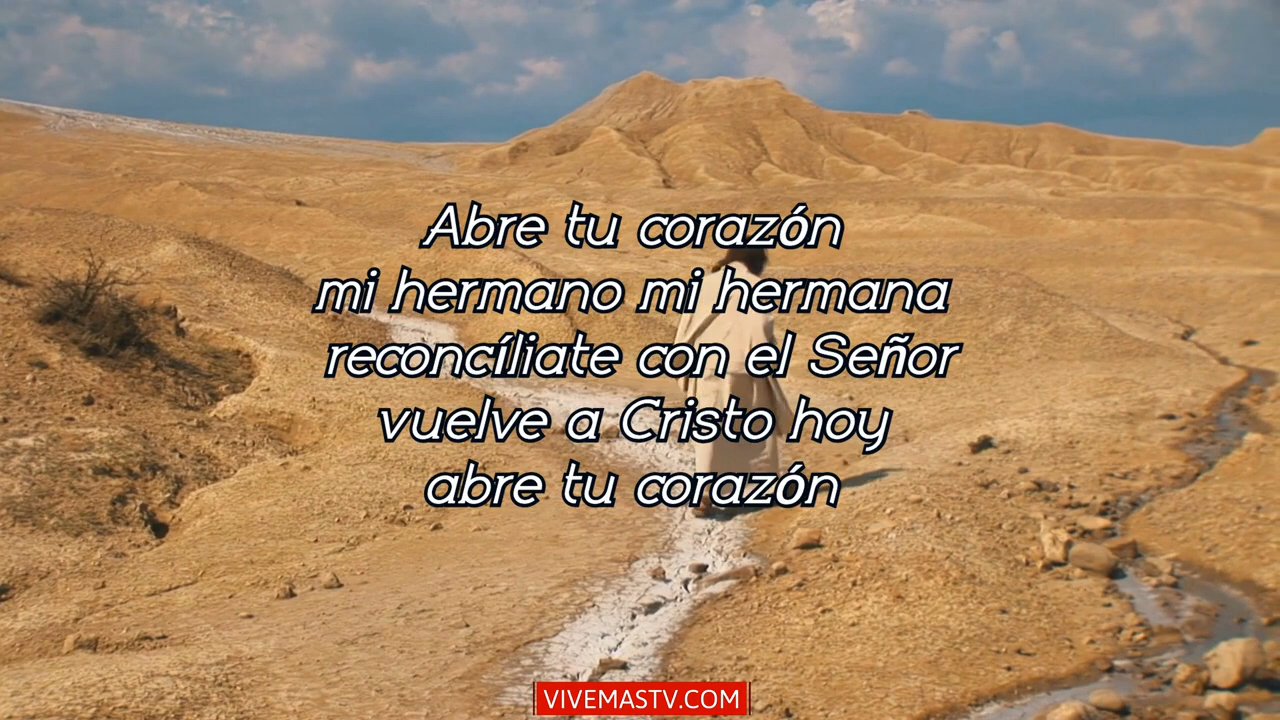 Abre tu corazón
mi hermano mi hermana
reconcíliate con el Señor
vuelve a Cristo hoy
abre tu corazón
VIVEMASTV.COM